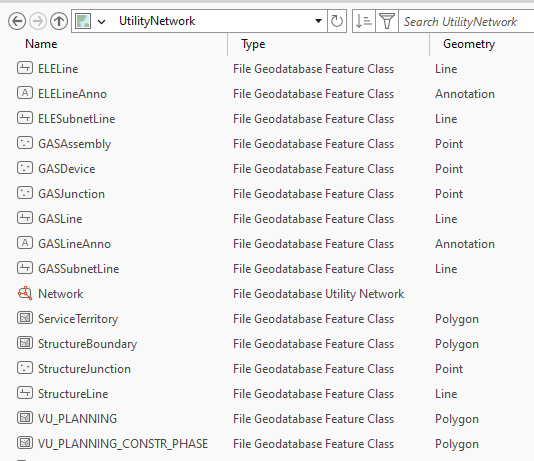 UtilityNetwork Search UtilityNetwork
Name Type Geometry
ELELine File Geodatabase Feature Class Line
A ELELineAnno File Geodatabase Feature Class Annotation
ELESubnetLine File Geodatabase Feature Class Line
GASAssembly File Geodatabase Feature Class Point
GASDevice File Geodatabase Feature Class Point
GASJunction File Geodatabase Feature Class Point
GASLine File Geodatabase Feature Class Line
A GASLineAnno File Geodatabase Feature Class Annotation
GASSubnetLine File Geodatabase Feature Class Line
Network File Geodatabase Utility Network
ServiceTerritory File Geodatabase Feature Class Polygon
StructureBoundary File Geodatabase Feature Class Polygon
StructureJunction File Geodatabase Feature Class Point
StructureLine File Geodatabase Feature Class Line
VU_PLANNING File Geodatabase Feature Class Polygon
VU_PLANNING_CONSTR_PHASE File Geodatabase Feature Class Polygon